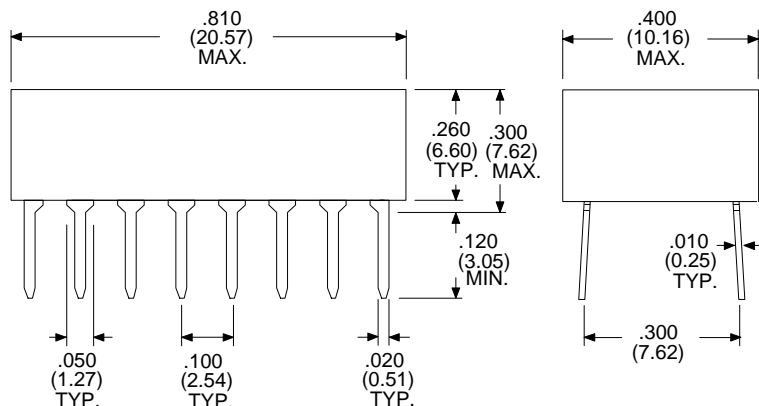 .810
(20.57)
MAX.
.400
(10.16)
MAX.
.260
(6.60)
TYP.
.300
(7.62)
MAX.
.120
(3.05)
MIN.
.010
(0.25)
TYP.
.050
(1.27)
TYP.
.100
(2.54)
TYP.
.020
(0.51)
TYP.
.300
(7.62)